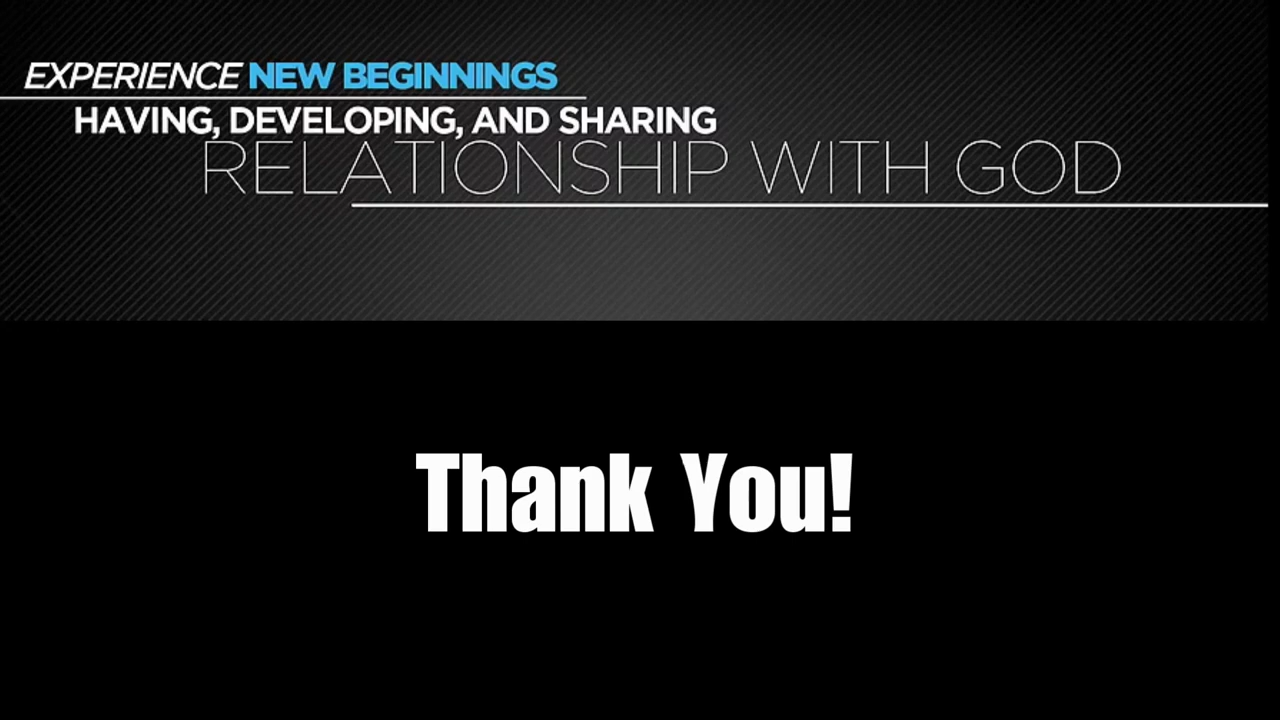 EXPERIENCE NEW BEGINNINGS
HAVING, DEVELOPING, AND SHARING
RELATIONSHIP WITH GOD
Thank You!